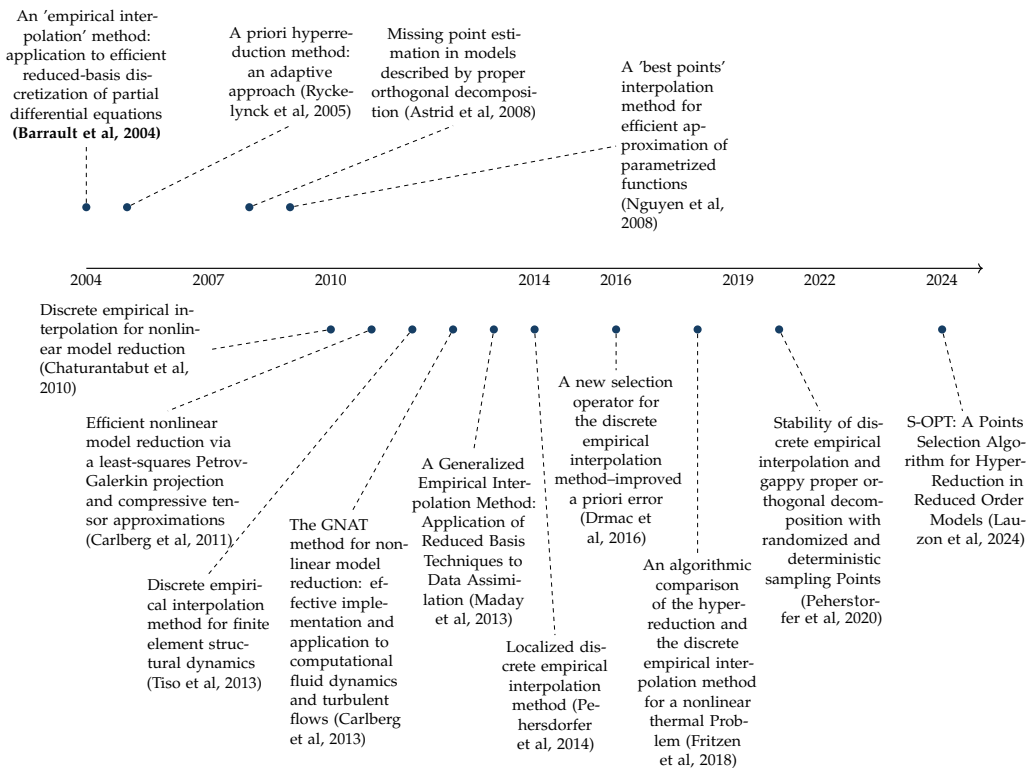 An 'empirical inter-
polation' method:
application to efficient
reduced-basis dis-
cretization of partial
differential equations
(Barrault et al, 2004)
A priori hyperre-
duction method:
an adaptive
approach (Rycke-
lynck et al, 2005)
Missing point esti-
mation in models
described by proper
orthogonal decomposi-
tion (Astrid et al, 2008)
A 'best points'
interpolation
method for
efficient ap-
proximation of
parametrized
functions
(Nguyen et al,
2008)
2004 2007 2010 2014 2016 2019 2022 2024
Discrete empirical in-
terpolation for nonlin-
ear model reduction
(Chaturantabut et al,
2010)
Efficient nonlinear
model reduction via
a least-squares Petrov-
Galerkin projection
and compressive ten-
sor approximations
(Carlberg et al, 2011)
Discrete empiri-
cal interpolation
method for finite
element struc-
tural dynamics
(Tiso et al, 2013)
The GNAT
method for non-
linear model
reduction: ef-
fective imple-
mentation and
application to
computational
fluid dynamics
and turbulent
flows (Carlberg
et al, 2013)
A Generalized
Empirical Inter-
polation Method:
Application of
Reduced Basis
Techniques to
Data Assimi-
lation (Maday
et al, 2013)
Localized dis-
crete empirical
interpolation
method (Pe-
hersdorfer
et al, 2014)
A new selection
operator for
the discrete
empirical
interpolation
method–improved
a priori error
(Drmac et
al, 2016)
An algorithmic
comparison
of the hyper-
reduction and
the discrete
empirical inter-
polation method
for a nonlinear
thermal Prob-
lem (Fritzen
et al, 2018)
Stability of dis-
crete empirical
interpolation and
gappy proper or-
thogonal decom-
position with
randomized and
deterministic
sampling Points
(Peherstor-
fer et al, 2020)
S-OPT: A Points
Selection Algo-
rithm for Hyper-
Reduction in
Reduced Order
Models (Lau-
zon et al, 2024)